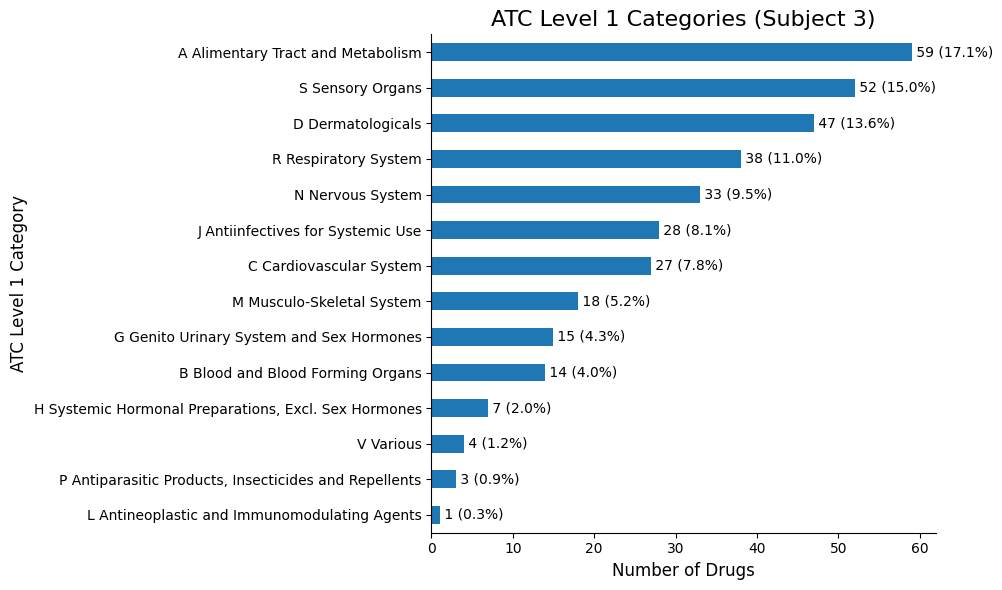 ATC Level 1 Categories (Subject 3)
ATC Level 1 Category
A Alimentary Tract and Metabolism 59 (17.1%)
S Sensory Organs 52 (15.0%)
D Dermatologicals 47 (13.6%)
R Respiratory System 38 (11.0%)
N Nervous System 33 (9.5%)
J Antiinfectives for Systemic Use 28 (8.1%)
C Cardiovascular System 27 (7.8%)
M Musculo-Skeletal System 18 (5.2%)
G Genito Urinary System and Sex Hormones 15 (4.3%)
B Blood and Blood Forming Organs 14 (4.0%)
H Systemic Hormonal Preparations, Excl. Sex Hormones 7 (2.0%)
V Various 4 (1.2%)
P Antiparasitic Products, Insecticides and Repellents 3 (0.9%)
L Antineoplastic and Immunomodulating Agents 1 (0.3%)
0 10 20 30 40 50 60
Number of Drugs